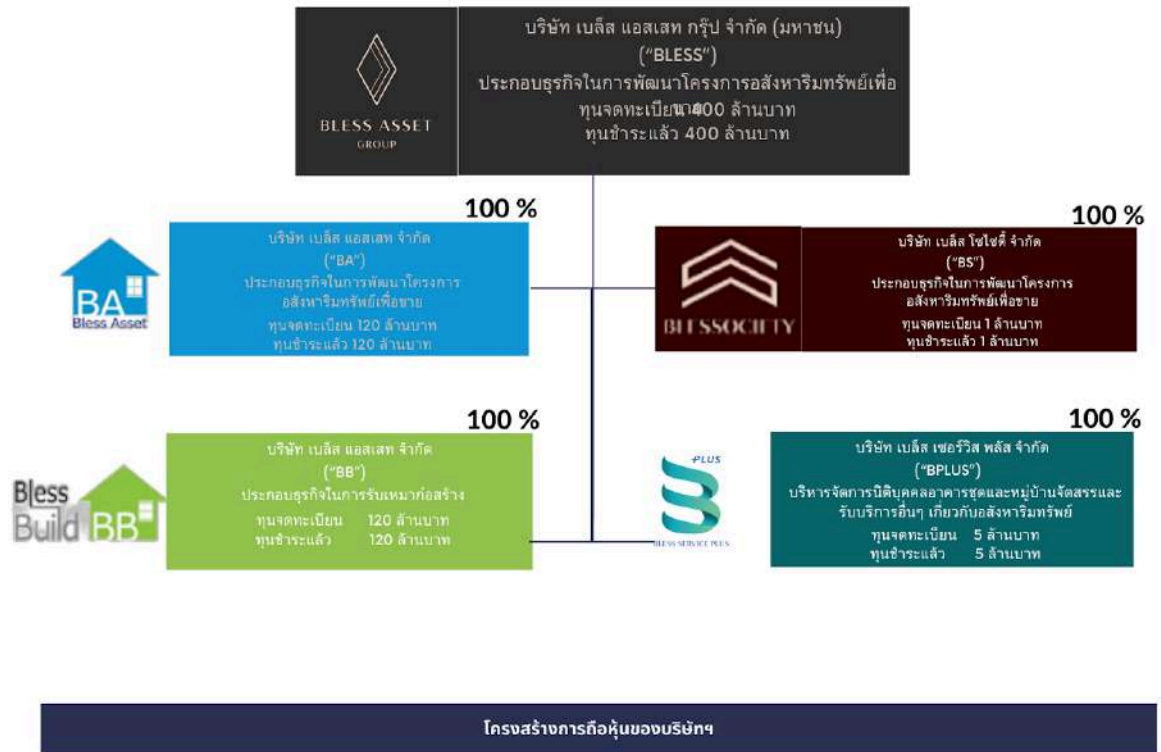 BLESS ASSET
GROUP
บริษัท เบล็ส แอสเสท กรุ๊ป จำกัด (มหาชน)
(“BLESS”)
ประกอบธุรกิจในการพัฒนาโครงการอสังหาริมทรัพย์เพื่อ
ขาย
ทุนจดทะเบียน 400 ล้านบาท
ทุนชำระแล้ว 400 ล้านบาท
100 %
BA
Bless Asset
บริษัท เบล็ส แอสเสท จำกัด
(“BA”)
ประกอบธุรกิจในการพัฒนาโครงการ
อสังหาริมทรัพย์เพื่อขาย
ทุนจดทะเบียน 120 ล้านบาท
ทุนชำระแล้ว 120 ล้านบาท
100 %
BLESSOCIETY
บริษัท เบล็ส โซไซตี้ จำกัด
(“BS”)
ประกอบธุรกิจในการพัฒนาโครงการ
อสังหาริมทรัพย์เพื่อขาย
ทุนจดทะเบียน 1 ล้านบาท
ทุนชำระแล้ว 1 ล้านบาท
100 %
Bless
Build BB
บริษัท เบล็ส แอสเสท จำกัด
(“BB”)
ประกอบธุรกิจในการรับเหมาก่อสร้าง
ทุนจดทะเบียน 120 ล้านบาท
ทุนชำระแล้ว 120 ล้านบาท
100 %
PLUS
BLESS SERVICE PLUS
บริษัท เบล็ส เซอร์วิส พลัส จำกัด
(“BPLUS”)
บริหารจัดการนิติบุคคลอาคารชุดและหมู่บ้านจัดสรรและ
รับบริการอื่นๆ เกี่ยวกับอสังหาริมทรัพย์
ทุนจดทะเบียน 5 ล้านบาท
ทุนชำระแล้ว 5 ล้านบาท
โครงสร้างการถือหุ้นของบริษัทฯ